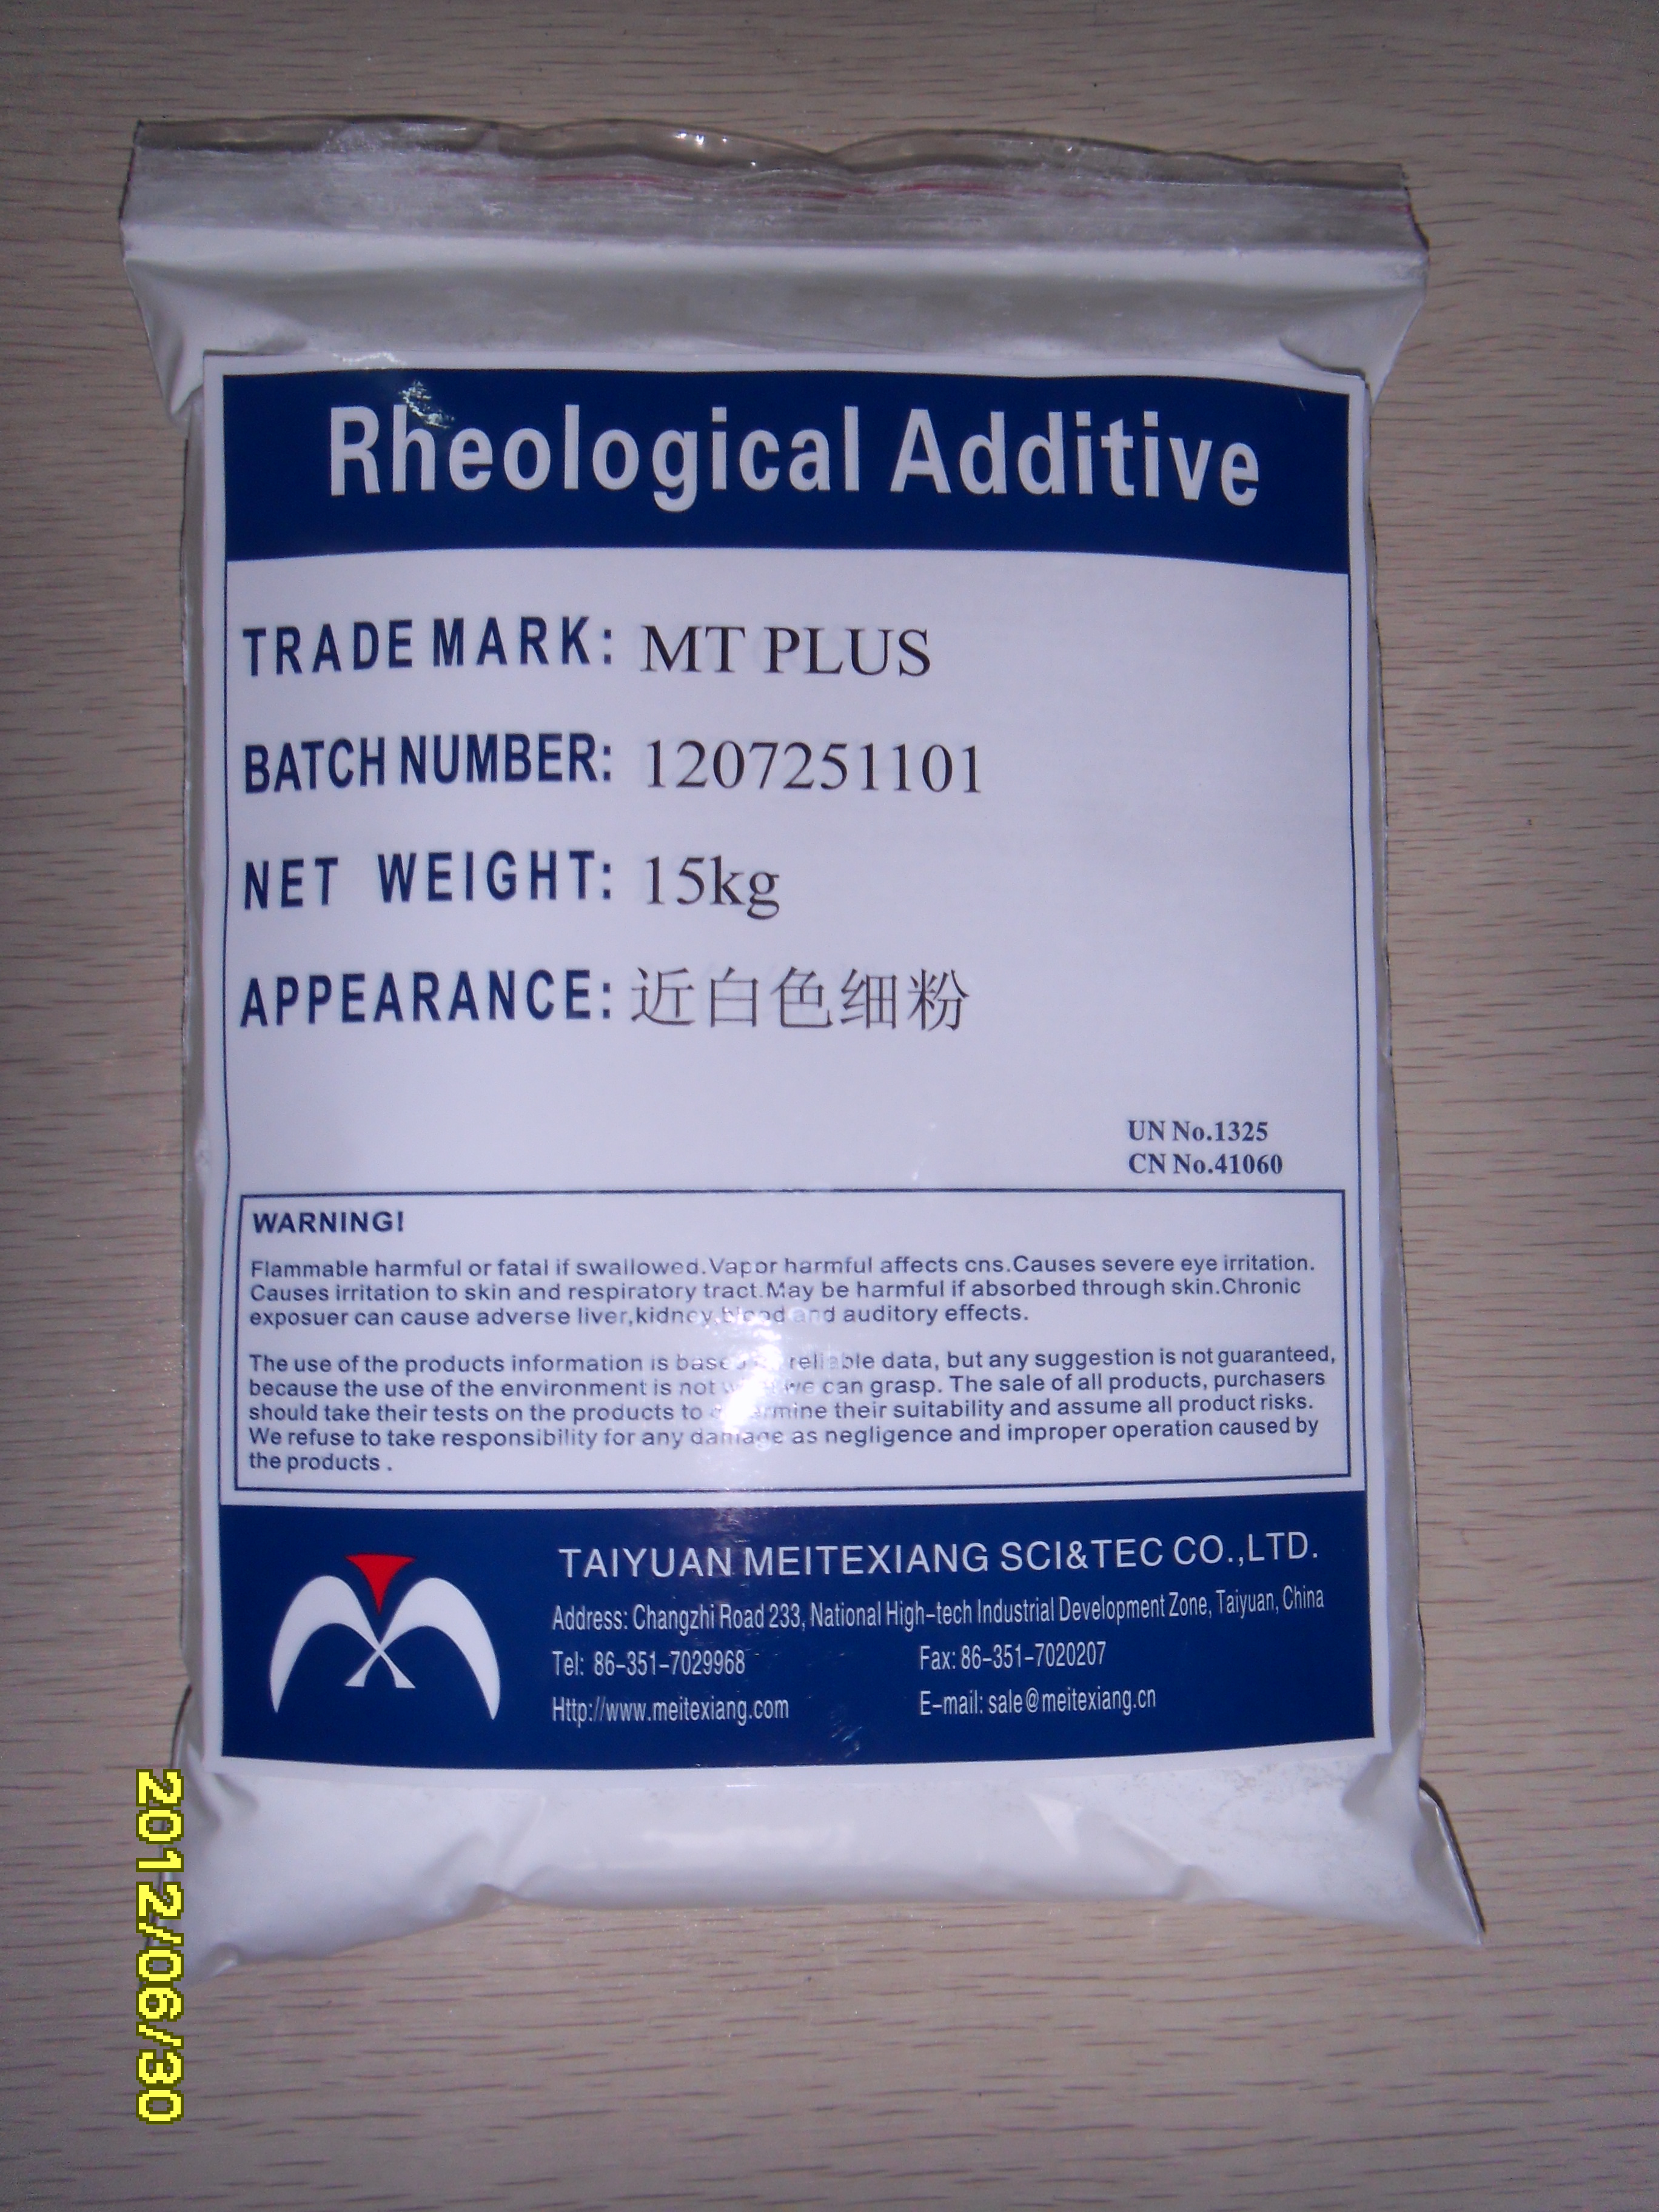 Rheological Additive
TRADE MARK: MT PLUS
BATCH NUMBER: 1207251101
NET WEIGHT: 15kg
APPEARANCE: 近白色细粉
UN No.1325
CN No.41060
WARNING!
Flammable harmful or fatal if swallowed.Vapor harmful affects cns.Causes severe eye irritation.
Causes irritation to skin and respiratory tract.May be harmful if absorbed through skin.Chronic
exposuer can cause adverse liver,kidney,blood and auditory effects.
The use of the products information is reliable data, but any suggestion is not guaranteed,
because the use of the environment is not we can grasp. The sale of all products, purchasers
should take their tests on the products to their suitability and assume all product risks.
We refuse to take responsibility for any damage as negligence and improper operation caused by
the products .
TAIYUAN MEITEXIANG SCI&TEC CO.,LTD.
Address: Changzhi Road 233, National High-tech Industrial Development Zone, Taiyuan, China
Tel: 86-351-7029968 Fax: 86-351-7020207
Http://www.meitexiang.com E-mail: sale@meitexiang.cn
2012/06/30